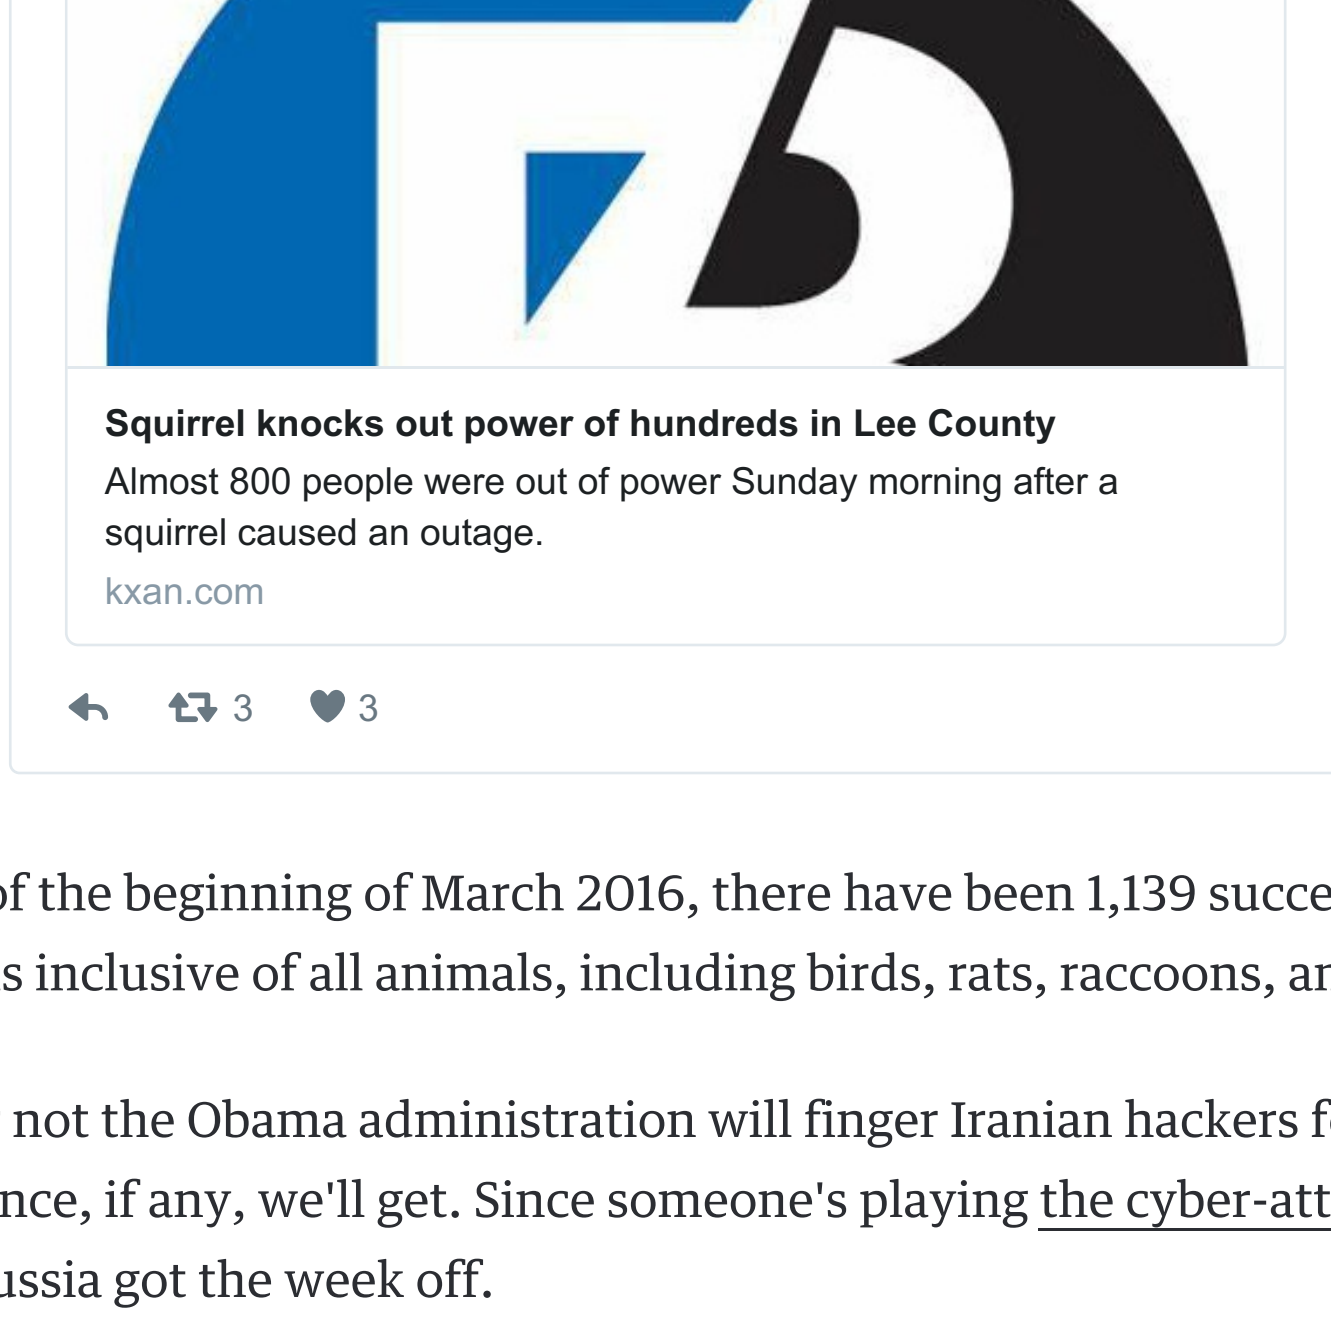 Squirrel knocks out power of hundreds in Lee County
Almost 800 people were out of power Sunday morning after a
squirrel caused an outage.
kxan.com
3 3
of the beginning of March 2016, there have been 1,139 succe
s inclusive of all animals, including birds, rats, raccoons, an
not the Obama administration will finger Iranian hackers f
nce, if any, we'll get. Since someone's playing the cyber-att
ussia got the week off.